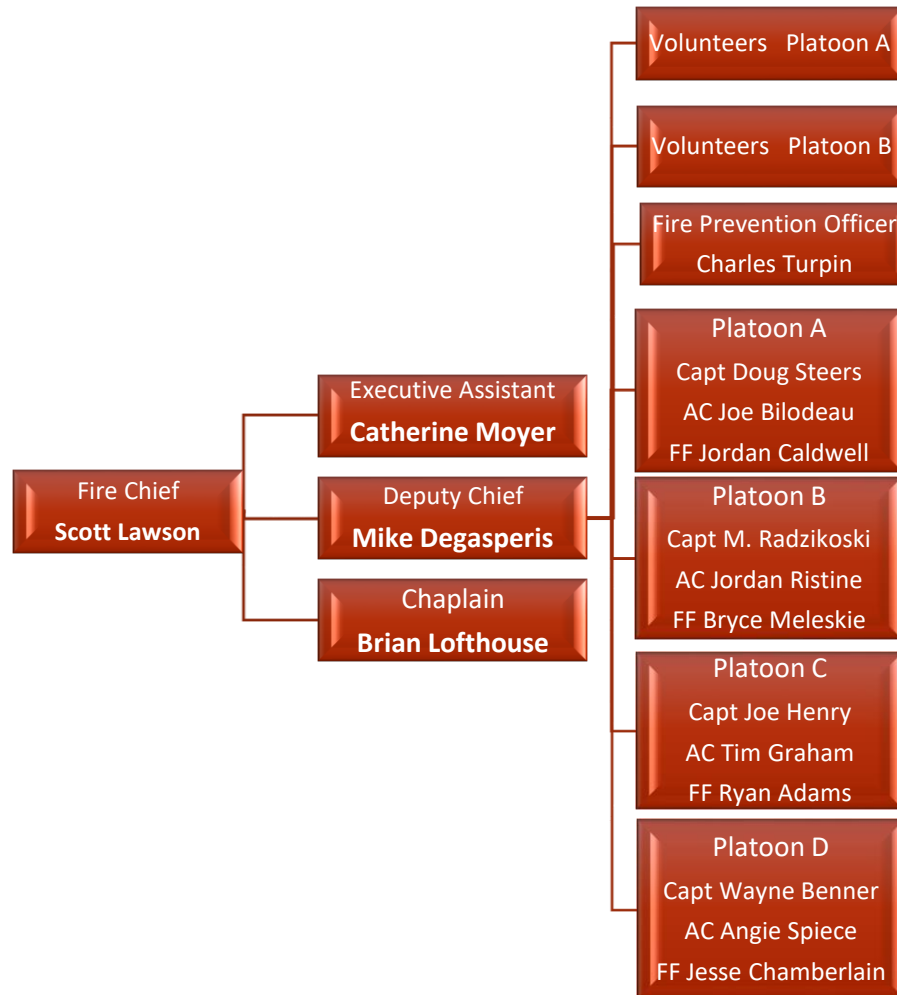 Fire Chief
Scott Lawson
Executive Assistant
Catherine Moyer
Deputy Chief
Mike Degasperis
Chaplain
Brian Lofthouse
Volunteers Platoon A
Volunteers Platoon B
Fire Prevention Officer
Charles Turpin
Platoon A
Capt Doug Steers
AC Joe Bilodeau
FF Jordan Caldwell
Platoon B
Capt M. Radzikoski
AC Jordan Ristine
FF Bryce Meleskie
Platoon C
Capt Joe Henry
AC Tim Graham
FF Ryan Adams
Platoon D
Capt Wayne Benner
AC Angie Spiece
FF Jesse Chamberlain